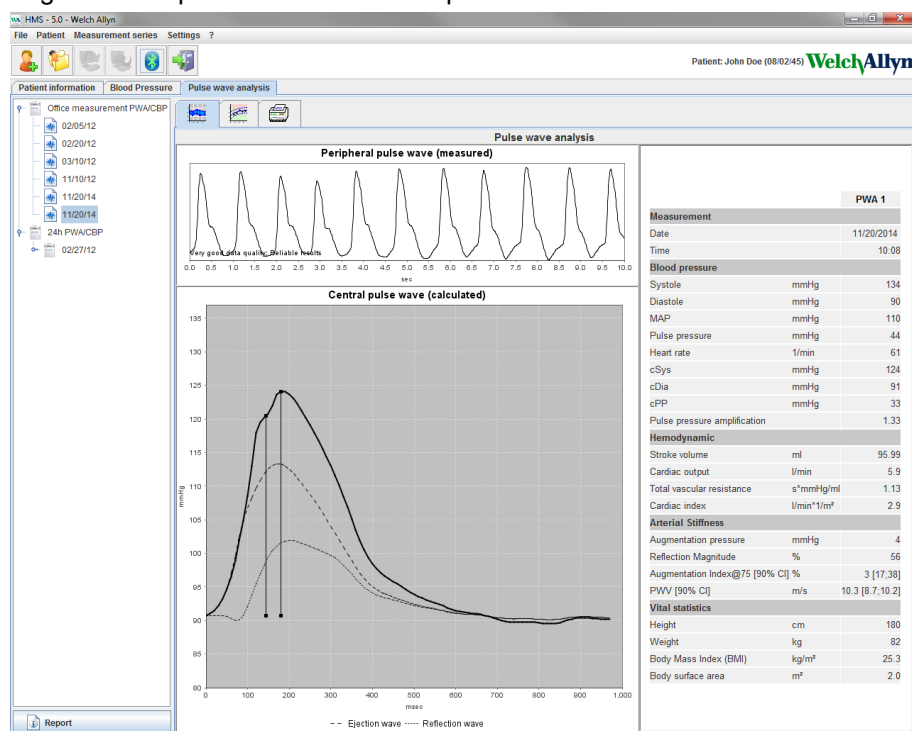 HMS - 5.0 - Welch Allyn
File Patient Measurement series Settings ?
Patient: John Doe (08/02/45) WelchAllyn
Patient information Blood Pressure Pulse wave analysis
Office measurement PWA/CBP
02/05/12
02/20/12
03/10/12
11/10/12
11/20/14
11/20/14
24h PWA/CBP
02/27/12
Report
Pulse wave analysis
Peripheral pulse wave (measured)
Very good data quality; Reliable results
0.0 0.5 1.0 1.5 2.0 2.5 3.0 3.5 4.0 4.5 5.0 5.5 6.0 6.5 7.0 7.5 8.0 8.5 9.0 9.5 10.0
sec
Central pulse wave (calculated)
135
130
125
120
115
110
105
100
95
90
85
80
mmHg
0 100 200 300 400 500 600 700 800 900 1,000
msec
Ejection wave Reflection wave
PWA 1
Measurement
Date 11/20/2014
Time 10:08
Blood pressure
Systole mmHg 134
Diastole mmHg 90
MAP mmHg 110
Pulse pressure mmHg 44
Heart rate 1/min 61
cSys mmHg 124
cDia mmHg 91
cPP mmHg 33
Pulse pressure amplification 1.33
Hemodynamic
Stroke volume ml 95.99
Cardiac output l/min 5.9
Total vascular resistance s*mmHg/ml 1.13
Cardiac index l/min*1/m² 2.9
Arterial Stiffness
Augmentation pressure mmHg 4
Reflection Magnitude % 56
Augmentation Index@75 [90% CI] % 3 [17;38]
PWV [90% CI] m/s 10.3 [8.7;10.2]
Vital statistics
Height cm 180
Weight kg 82
Body Mass Index (BMI) kg/m² 25.3
Body surface area m² 2.0